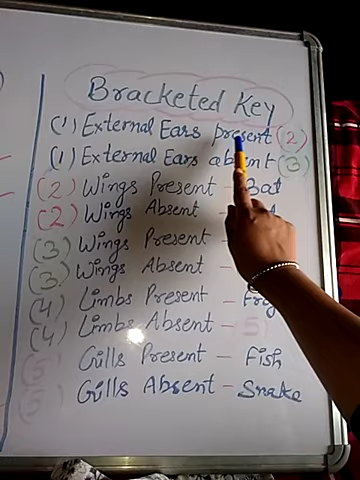 Bracketed Key
(1) External Ears present (2)
(1) External Ears absent (3)
(2) Wings Present - Bat
(2) Wings Absent -
(3) Wings Present -
(3) Wings Absent -
(4) Limbs Present - Frog
(4) Limbs Absent - 5)
(5) Gills Present - Fish
(5) Gills Absent - Snake